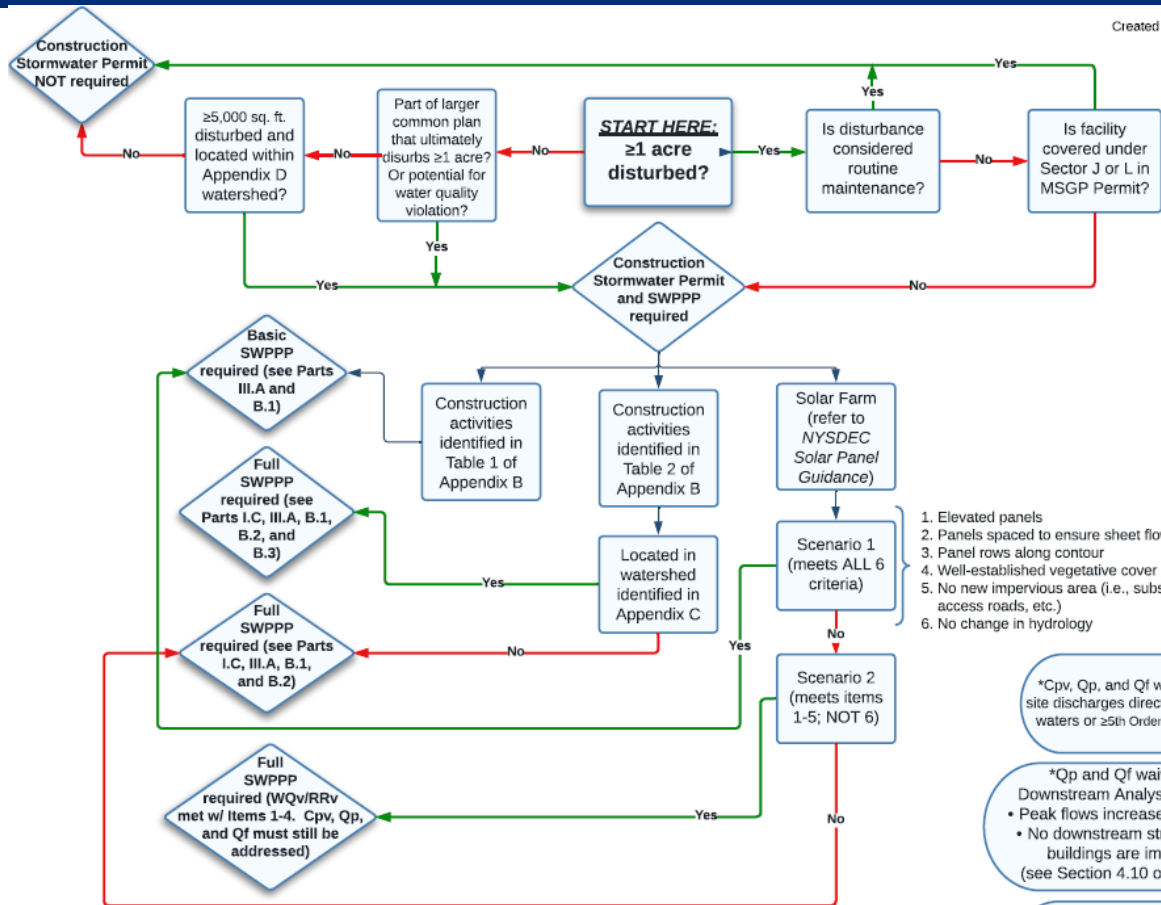 Created
Construction
Stormwater Permit
NOT required
Yes
Yes
≥5,000 sq. ft.
disturbed and
located within
Appendix D
watershed?
Part of larger
common plan
that ultimately
disurbs ≥1 acre?
Or potential for
water quality
violation?
START HERE:
≥1 acre
disturbed?
Is disturbance
considered
routine
maintenance?
Is facility
covered under
Sector J or L in
MSGP Permit?
No
No
No
Yes
No
Yes
Yes
No
Construction
Stormwater Permit
and SWPPP
required
Basic
SWPPP
required (see Parts
III.A and
B.1)
Construction
activities
identified in
Table 1 of
Appendix B
Construction
activities
identified in
Table 2 of
Appendix B
Solar Farm
(refer to
NYSDEC
Solar Panel
Guidance)
Full
SWPPP
required (see
Parts I.C, III.A, B.1,
B.2, and
B.3)
Yes
Located in
watershed
identified in
Appendix C
Scenario 1
(meets ALL 6
criteria)
1. Elevated panels
2. Panels spaced to ensure sheet
3. Panel rows along contour
4. Well-established vegetative cover
5. No new impervious area (i.e.,
access roads, etc.)
6. No change in hydrology
Full
SWPPP
required (see Parts
I.C, III.A, B.1,
and B.2)
No
Yes
No
Scenario 2
(meets items
1-5; NOT 6)
*Cpv, Qp, and Qf
site discharges
waters or ≥5th
Full
SWPPP
required (WQv/RRv
met w/ Items 1-4. Cpv, Qp,
and Qf must still be
addressed)
Yes
No
*Qp and Qf
Downstream
• Peak flows increase
• No downstream
buildings are
(see Section 4.10